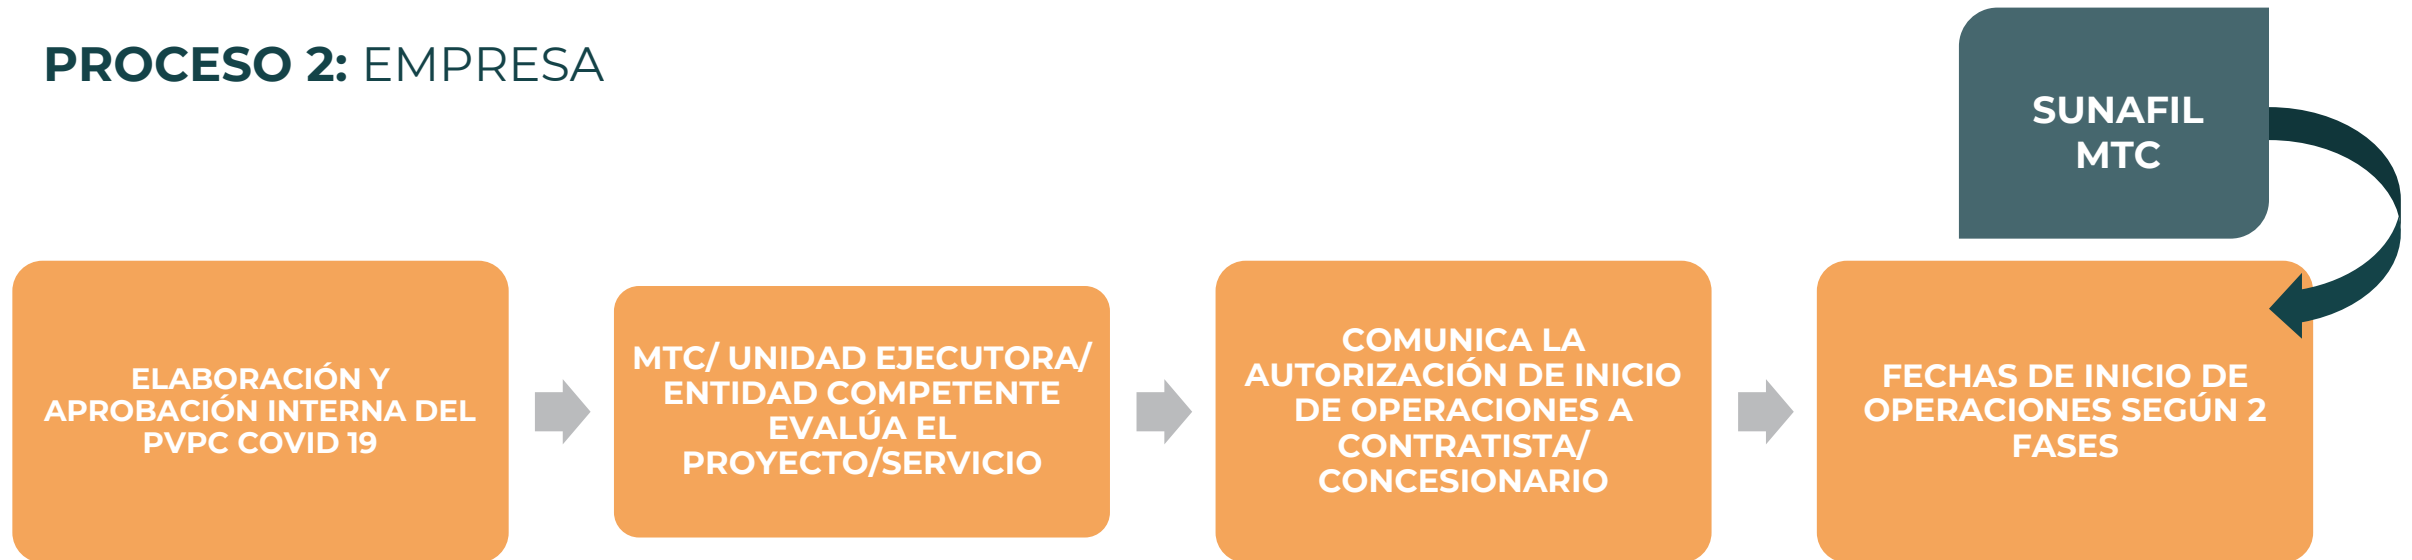 PROCESO 2: EMPRESA
SUNAFIL
MTC
ELABORACIÓN Y
APROBACIÓN INTERNA DEL
PVPC COVID 19
MTC/ UNIDAD EJECUTORA/
ENTIDAD COMPETENTE
EVALÚA EL
PROYECTO/SERVICIO
COMUNICA LA
AUTORIZACIÓN DE INICIO
DE OPERACIONES A
CONTRATISTA/
CONCESIONARIO
FECHAS DE INICIO DE
OPERACIONES SEGÚN 2
FASES